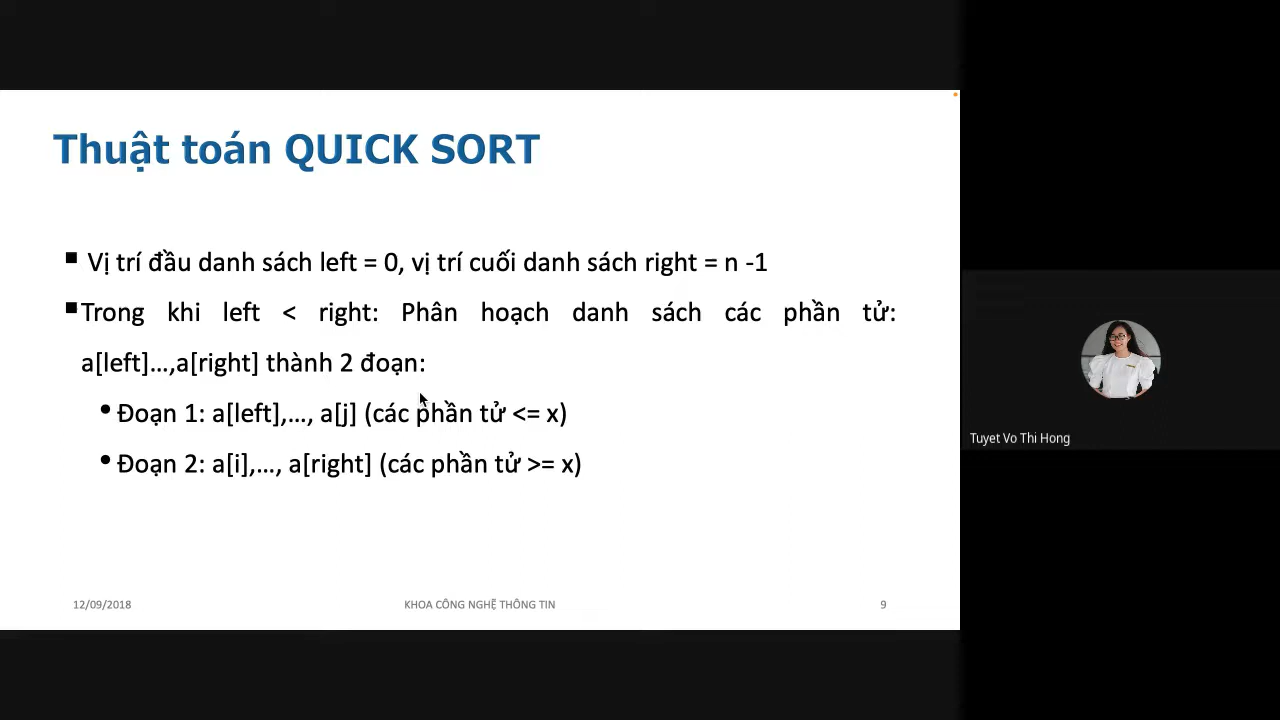 Thuật toán QUICK SORT
Vị trí đầu danh sách left = 0, vị trí cuối danh sách right = n -1
Trong khi left < right: Phân hoạch danh sách các phần tử:
a[left]…,a[right] thành 2 đoạn:
Đoạn 1: a[left],…, a[j] (các phần tử <= x)
Đoạn 2: a[i],…, a[right] (các phần tử >= x)
12/09/2018 KHOA CÔNG NGHỆ THÔNG TIN 9
Tuyet Vo Thi Hong